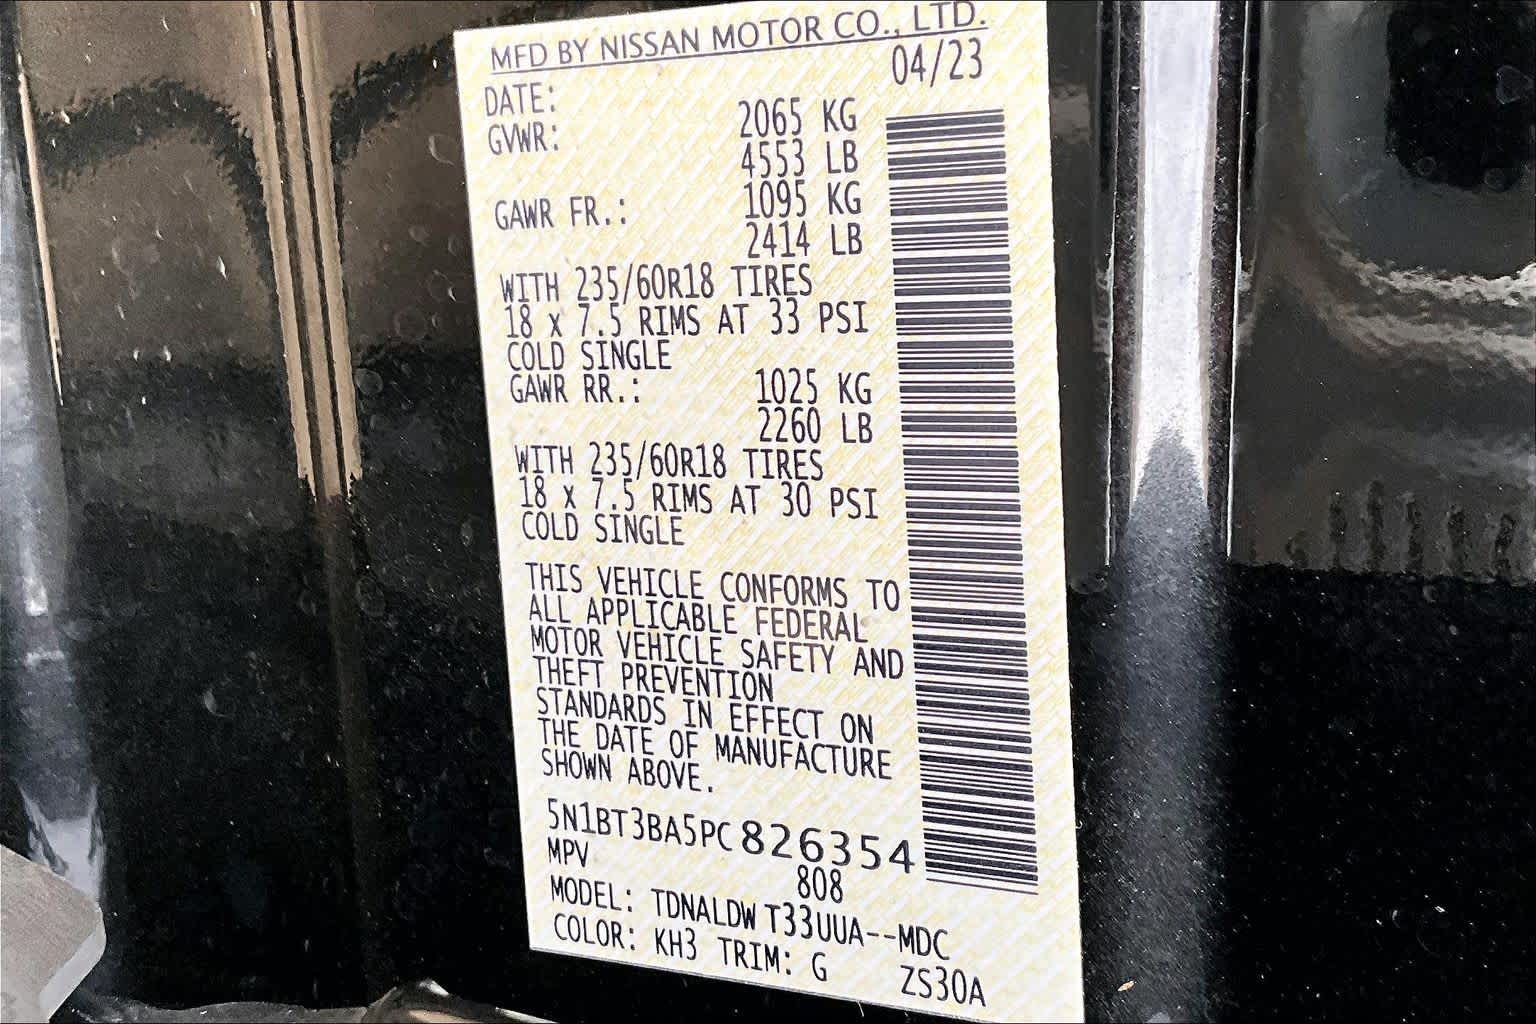 MFD BY NISSAN MOTOR CO., LTD.
DATE: 04/23
GVWR: 2065 KG
4553 LB
GAWR FR.: 1095 KG
2414 LB
WITH 235/60R18 TIRES
18 x 7.5 RIMS AT 33 PSI
COLD SINGLE
GAWR RR.: 1025 KG
2260 LB
WITH 235/60R18 TIRES
18 x 7.5 RIMS AT 30 PSI
COLD SINGLE
THIS VEHICLE CONFORMS TO
ALL APPLICABLE FEDERAL
MOTOR VEHICLE SAFETY AND
THEFT PREVENTION
STANDARDS IN EFFECT ON
THE DATE OF MANUFACTURE
SHOWN ABOVE.
5N1BT3BA5PC826354
MPV 808
MODEL: TDNALDWT33UUA--MDC
COLOR: KH3 TRIM: G ZS30A